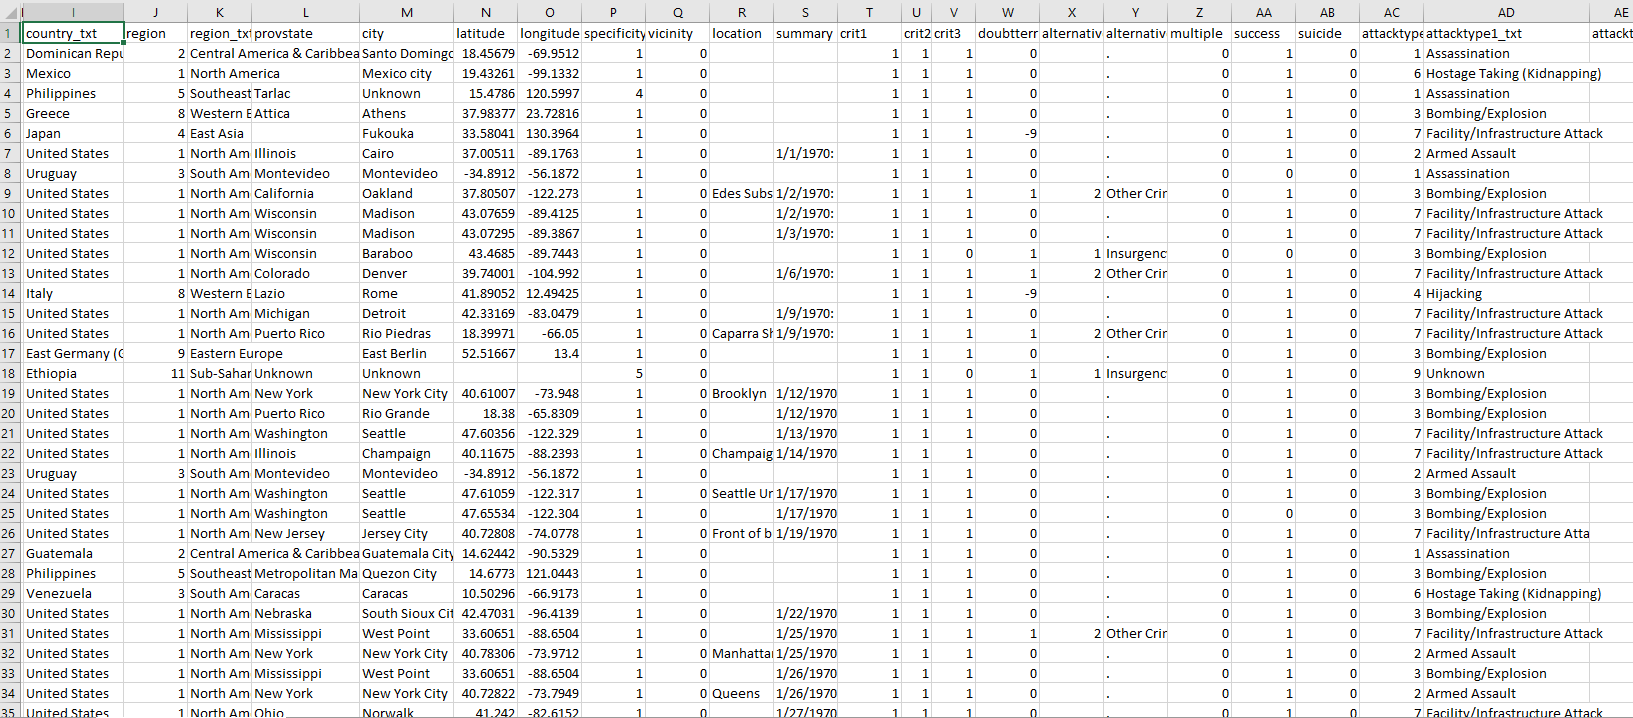 I J K L M N O P Q R S T U V W X Y Z AA AB AC AD AE
1 country_txt region region_tx provstate city latitude longitude specificity vicinity location summary crit1 crit2 crit3 doubtterr alternativ alternativ multiple success suicide attacktype attacktype1_txt attackt
2 Dominican Repu 2 Central America & Caribbea Santo Domingo 18.45679 -69.9512 1 0 1 1 1 0 . 0 1 0 1 Assassination
3 Mexico 1 North America Mexico city 19.43261 -99.1332 1 0 1 1 1 0 . 0 1 0 6 Hostage Taking (Kidnapping)
4 Philippines 5 Southeast Tarlac Unknown 15.4786 120.5997 4 0 1 1 1 0 . 0 1 0 1 Assassination
5 Greece 8 Western E Attica Athens 37.98377 23.72816 1 0 1 1 1 0 . 0 1 0 3 Bombing/Explosion
6 Japan 4 East Asia Fukouka 33.58041 130.3964 1 0 1 1 1 -9 . 0 1 0 7 Facility/Infrastructure Attack
7 United States 1 North Am Illinois Cairo 37.00511 -89.1763 1 0 1/1/1970: 1 1 1 0 . 0 1 0 2 Armed Assault
8 Uruguay 3 South Am Montevideo Montevideo -34.8912 -56.1872 1 0 1 1 1 0 . 0 0 0 1 Assassination
9 United States 1 North Am California Oakland 37.80507 -122.273 1 0 Edes Subs 1/2/1970: 1 1 1 1 2 Other Crir 0 1 0 3 Bombing/Explosion
10 United States 1 North Am Wisconsin Madison 43.07659 -89.4125 1 0 1/2/1970: 1 1 1 0 . 0 1 0 7 Facility/Infrastructure Attack
11 United States 1 North Am Wisconsin Madison 43.07295 -89.3867 1 0 1/3/1970: 1 1 1 0 . 0 1 0 7 Facility/Infrastructure Attack
12 United States 1 North Am Wisconsin Baraboo 43.4685 -89.7443 1 0 1 1 0 1 1 Insurgenc 0 0 0 3 Bombing/Explosion
13 United States 1 North Am Colorado Denver 39.74001 -104.992 1 0 1/6/1970: 1 1 1 1 2 Other Crir 0 1 0 7 Facility/Infrastructure Attack
14 Italy 8 Western E Lazio Rome 41.89052 12.49425 1 0 1 1 1 -9 . 0 1 0 4 Hijacking
15 United States 1 North Am Michigan Detroit 42.33169 -83.0479 1 0 1/9/1970: 1 1 1 0 . 0 1 0 7 Facility/Infrastructure Attack
16 United States 1 North Am Puerto Rico Rio Piedras 18.39971 -66.05 1 0 Caparra Sh 1/9/1970: 1 1 1 1 2 Other Crir 0 1 0 7 Facility/Infrastructure Attack
17 East Germany (G 9 Eastern Europe East Berlin 52.51667 13.4 1 0 1 1 1 0 . 0 1 0 3 Bombing/Explosion
18 Ethiopia 11 Sub-Sahar Unknown Unknown 5 0 1 1 0 1 1 Insurgenc 0 1 0 9 Unknown
19 United States 1 North Am New York New York City 40.61007 -73.948 1 0 Brooklyn 1/12/1970 1 1 1 0 . 0 1 0 3 Bombing/Explosion
20 United States 1 North Am Puerto Rico Rio Grande 18.38 -65.8309 1 0 1/12/1970 1 1 1 0 . 0 1 0 3 Bombing/Explosion
21 United States 1 North Am Washington Seattle 47.60356 -122.329 1 0 1/13/1970 1 1 1 0 . 0 1 0 7 Facility/Infrastructure Attack
22 United States 1 North Am Illinois Champaign 40.11675 -88.2393 1 0 Champaig 1/14/1970 1 1 1 0 . 0 1 0 7 Facility/Infrastructure Attack
23 Uruguay 3 South Am Montevideo Montevideo -34.8912 -56.1872 1 0 1 1 1 0 . 0 1 0 2 Armed Assault
24 United States 1 North Am Washington Seattle 47.61059 -122.317 1 0 Seattle Ur 1/17/1970 1 1 1 0 . 0 1 0 3 Bombing/Explosion
25 United States 1 North Am Washington Seattle 47.65534 -122.304 1 0 1/17/1970 1 1 1 0 . 0 0 0 3 Bombing/Explosion
26 United States 1 North Am New Jersey Jersey City 40.72808 -74.0778 1 0 Front of b 1/19/1970 1 1 1 0 . 0 1 0 7 Facility/Infrastructure Atta
27 Guatemala 2 Central America & Caribbea Guatemala City 14.62442 -90.5329 1 0 1 1 1 0 . 0 1 0 1 Assassination
28 Philippines 5 Southeast Metropolitan Ma Quezon City 14.6773 121.0443 1 0 1 1 1 0 . 0 1 0 3 Bombing/Explosion
29 Venezuela 3 South Am Caracas Caracas 10.50296 -66.9173 1 0 1 1 1 0 . 0 1 0 6 Hostage Taking (Kidnapping)
30 United States 1 North Am Nebraska South Sioux Cit 42.47031 -96.4139 1 0 1/22/1970 1 1 1 0 . 0 1 0 3 Bombing/Explosion
31 United States 1 North Am Mississippi West Point 33.60651 -88.6504 1 0 1/25/1970 1 1 1 1 2 Other Crir 0 1 0 7 Facility/Infrastructure Attack
32 United States 1 North Am New York New York City 40.78306 -73.9712 1 0 Manhattan 1/25/1970 1 1 1 0 . 0 1 0 2 Armed Assault
33 United States 1 North Am Mississippi West Point 33.60651 -88.6504 1 0 1/26/1970 1 1 1 0 . 0 1 0 3 Bombing/Explosion
34 United States 1 North Am New York New York City 40.72822 -73.7949 1 0 Queens 1/26/1970 1 1 1 0 . 0 1 0 2 Armed Assault
35 United States 1 North Am Ohio Norwalk 41.242 -82.6152 1 0 1/27/1970 1 1 1 0 . 0 1 0 7 Facility/Infrastructure Attack